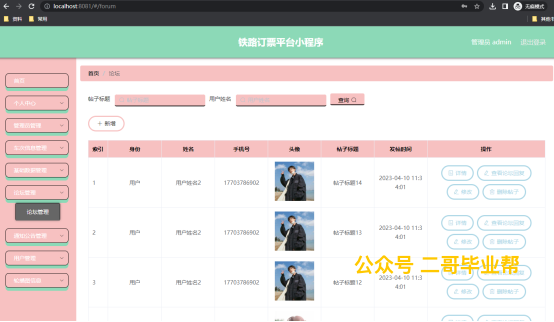 localhost:8081/#/forum
无痕模式
资料
常用
铁路订票平台小程序
管理员 admin
退出登录
首页
个人中心
用户管理
论坛管理
论坛管理
首页 / 论坛
帖子标题
用户姓名
查询
+ 新增
索引 身份 姓名 手机号 头像 帖子标题 发帖时间 操作
1 用户 用户姓名2 17703786902 帖子标题14 2023-04-10 11:3
4:01
详情 查看论坛回复
修改 删除帖子
2 用户 用户姓名2 17703786902 帖子标题13 2023-04-10 11:3
4:01
详情 查看论坛回复
修改 删除帖子
3 用户 用户姓名2 17703786902 帖子标题12 2023-04-10 11:3
4:01
查看论坛回复
修改 删除帖子
公众号 二哥毕业帮